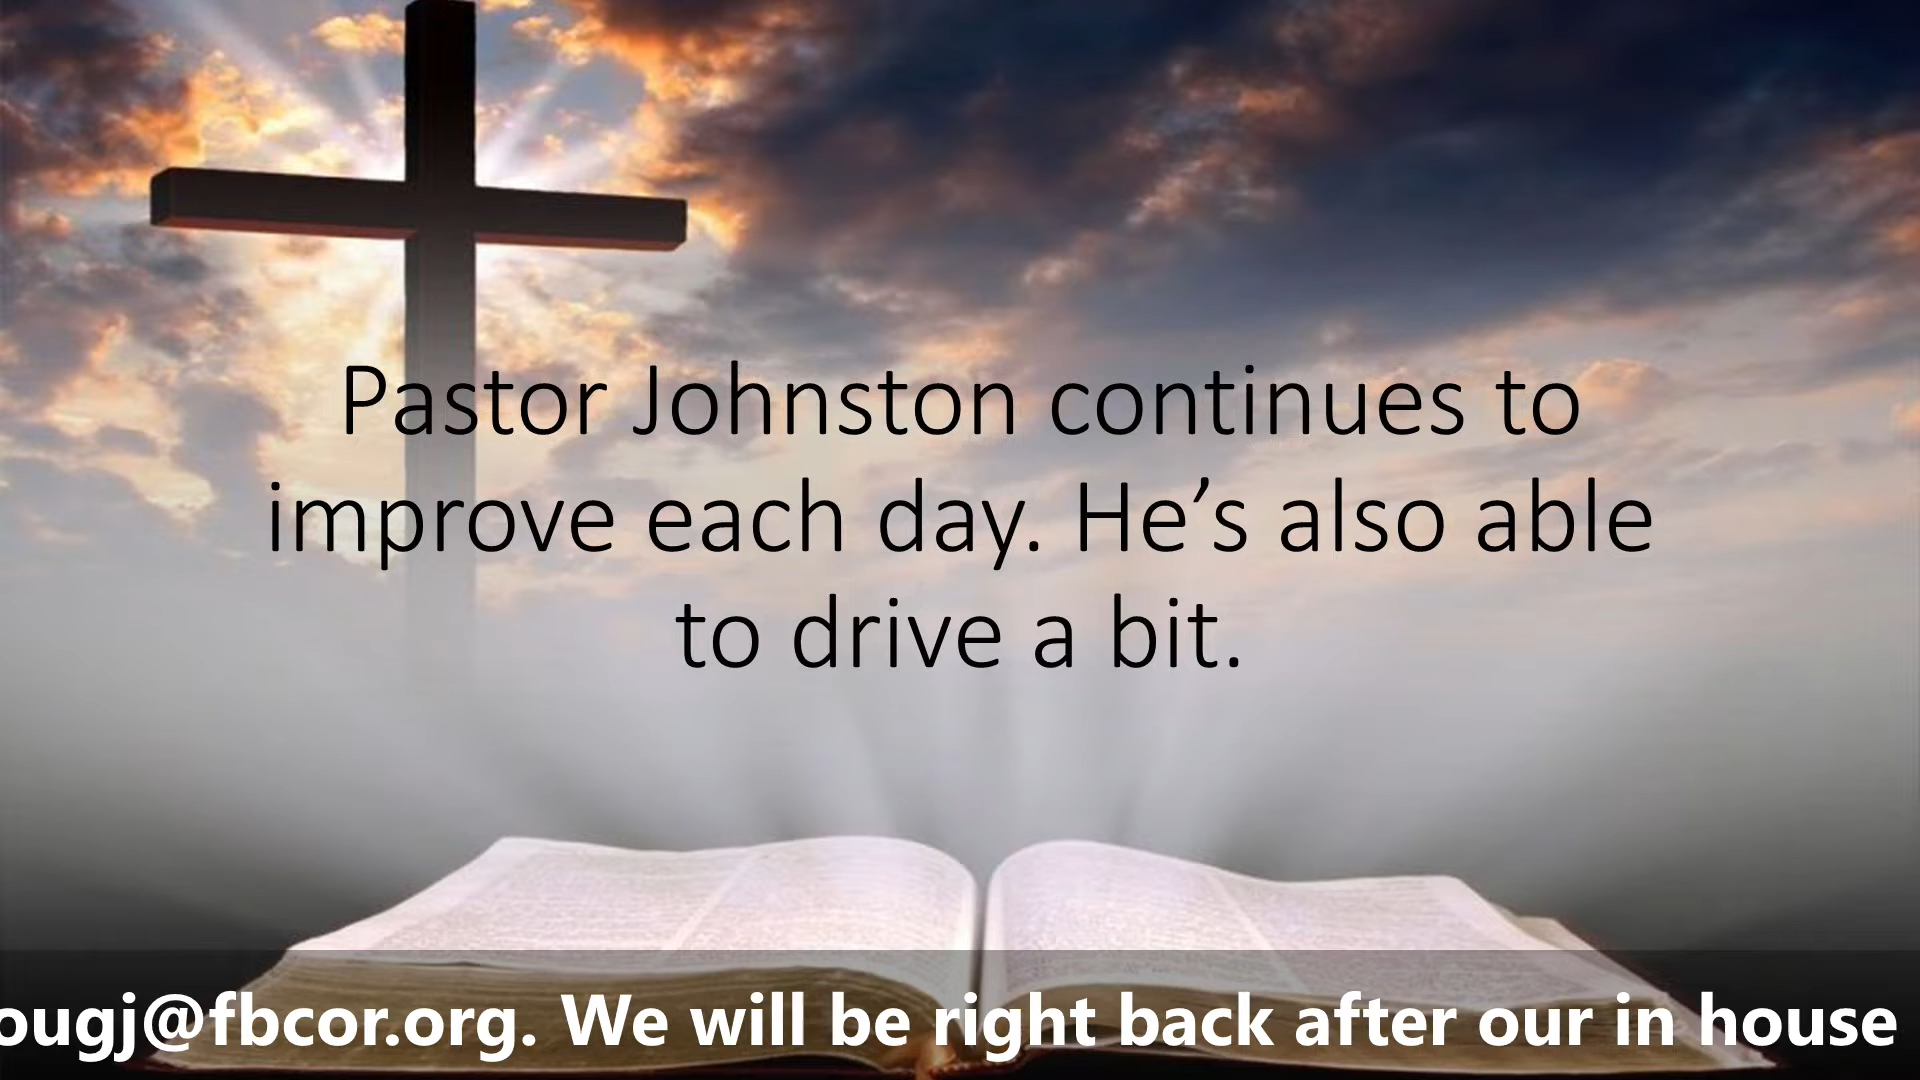 Pastor Johnston continues to
improve each day. He’s also able
to drive a bit.
ougj@fbcor.org. We will be right back after our in house